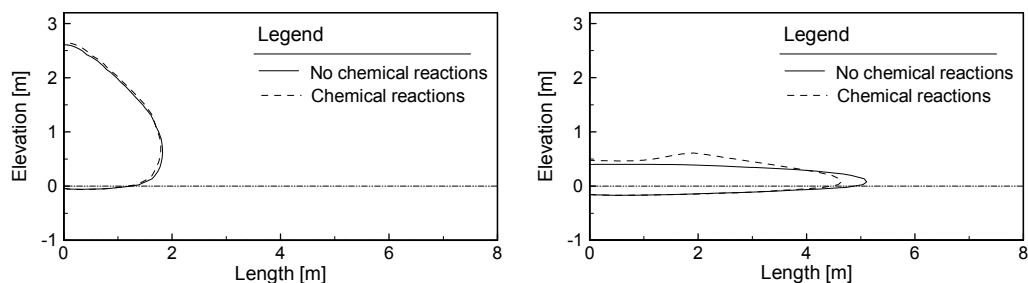 3
2
1
0
-1
Elevation [m]
Legend
No chemical reactions
Chemical reactions
0
2
4
6
8
Length [m]
3
2
1
0
-1
Elevation [m]
Legend
No chemical reactions
Chemical reactions
0
2
4
6
8
Length [m]